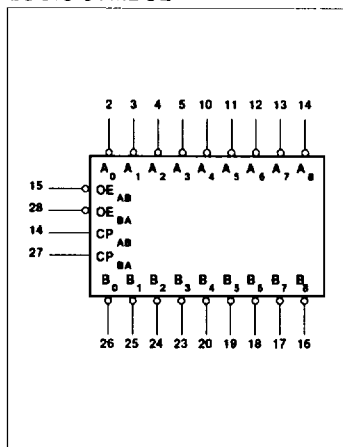 2 3 4 5 10 11 12 13 14
A0 A1 A2 A3 A4 A5 A6 A7 A8
15 OEAB
28 OEBA
14 CPAB
27 CPBA
B0 B1 B2 B3 B4 B5 B6 B7 B8
26 25 24 23 20 19 18 17 16